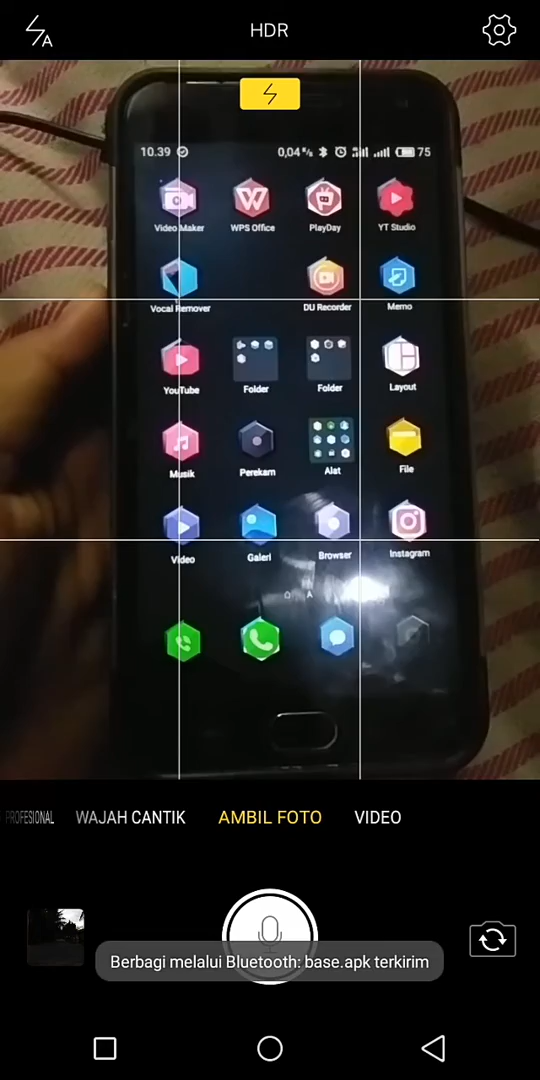 HDR
10.39
0,04 K/s
75
Video Maker
WPS Office
PlayDay
YT Studio
Vocal Remover
DU Recorder
Memo
YouTube
Folder
Folder
Layout
Musik
Perekam
Alat
File
Video
Galeri
Browser
Instagram
A
PROFESIONAL
WAJAH CANTIK
AMBIL FOTO
VIDEO
Berbagi melalui Bluetooth: base.apk terkirim